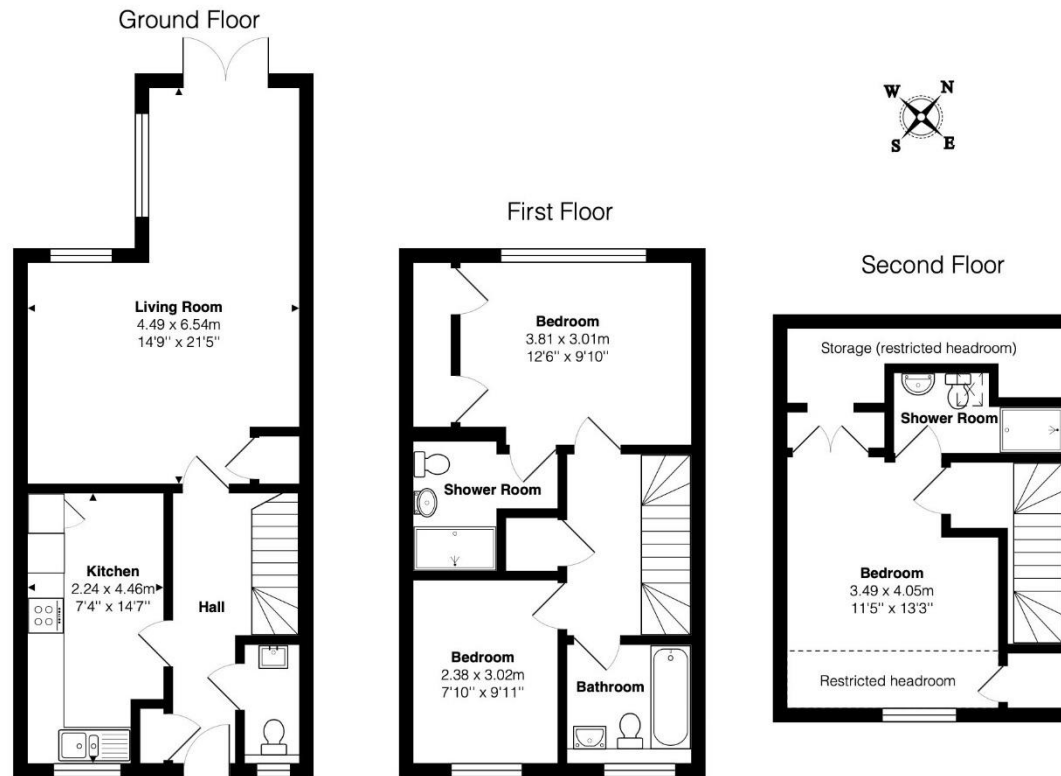 Ground Floor
W
N
S
E
First Floor
Second Floor
Living Room
4.49 x 6.54m
14'9'' x 21'5''
Bedroom
3.81 x 3.01m
12'6'' x 9'10''
Storage (restricted headroom)
Shower Room
Shower Room
Kitchen
2.24 x 4.46m
7'4'' x 14'7''
Hall
Bedroom
3.49 x 4.05m
11'5'' x 13'3''
Bedroom
2.38 x 3.02m
7'10'' x 9'11''
Bathroom
Restricted headroom